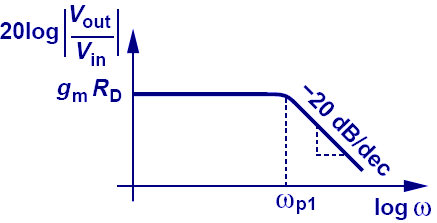 20log|Vout/Vin|
gm RD
−20 dB/dec
ωp1
log ω